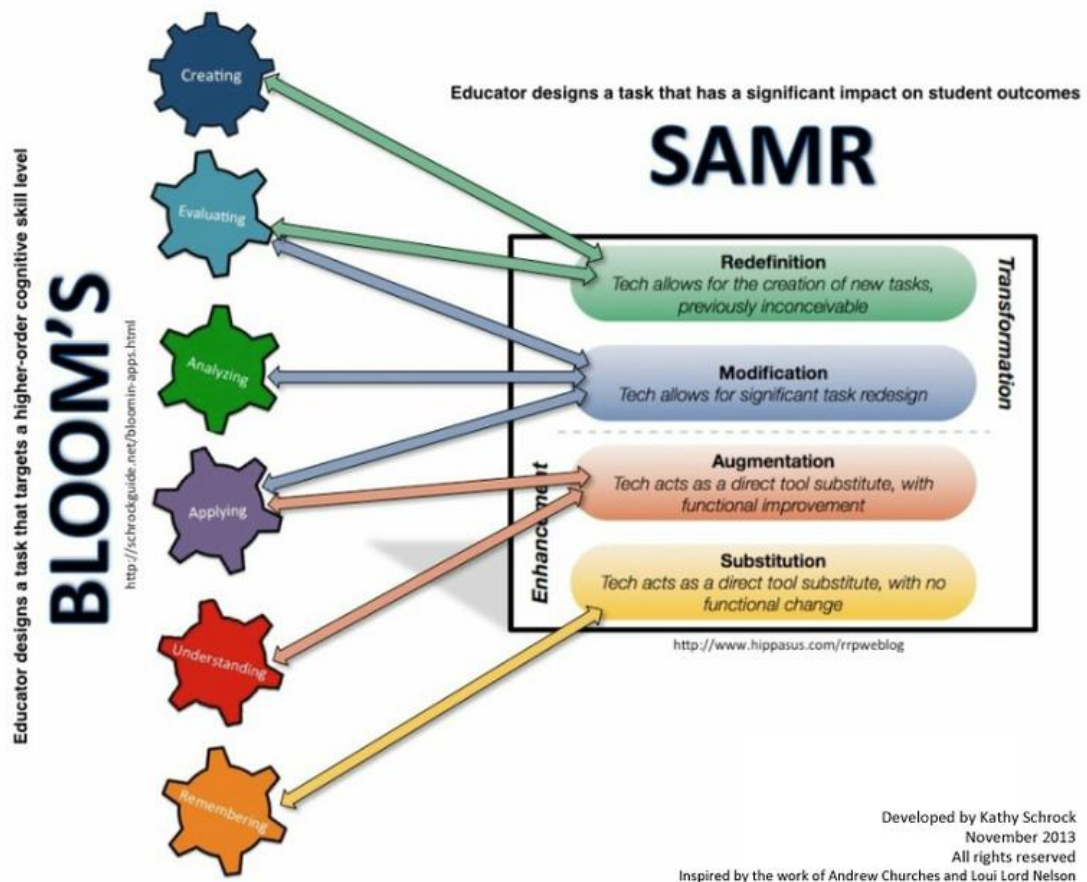 Creating
Educator designs a task that has a significant impact on student outcomes
SAMR
Educator designs a task that targets a higher-order cognitive skill level
BLOOM'S
http://schrockguide.net/bloomin-apps.html
Evaluating
Analyzing
Applying
Understanding
Remembering
Redefinition
Tech allows for the creation of new tasks,
previously inconceivable
Modification
Tech allows for significant task redesign
Transformation
Augmentation
Tech acts as a direct tool substitute, with
functional improvement
Substitution
Tech acts as a direct tool substitute, with no
functional change
Enhancement
http://www.hippasus.com/rrpweblog
Developed by Kathy Schrock
November 2013
All rights reserved
Inspired by the work of Andrew Churches and Loui Lord Nelson